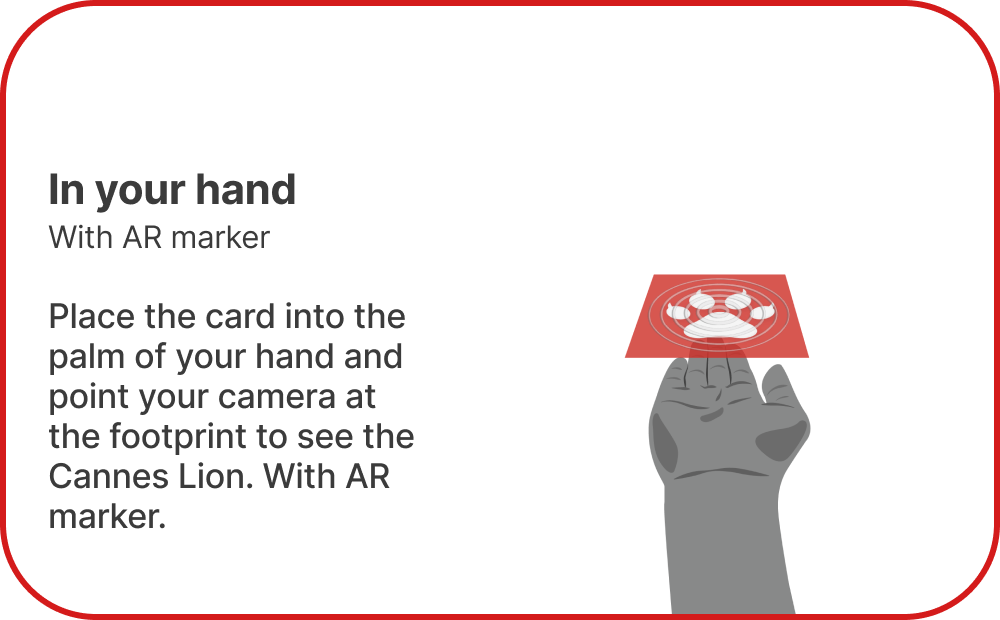 In your hand
With AR marker
Place the card into the
palm of your hand and
point your camera at
the footprint to see the
Cannes Lion. With AR
marker.